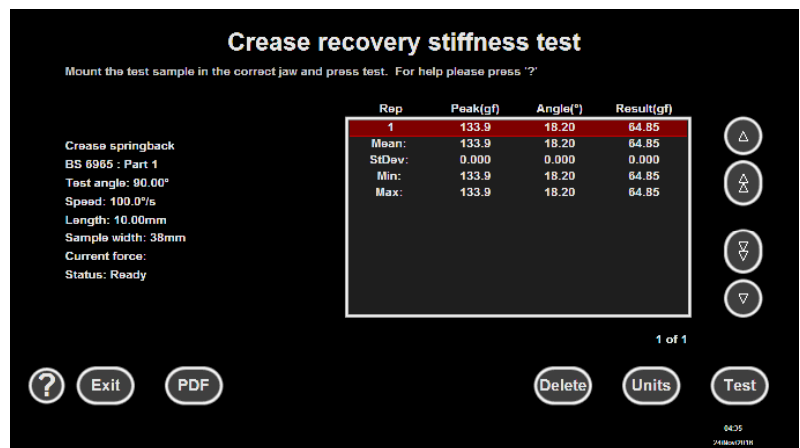 Crease recovery stiffness test
Mount the test sample in the correct jaw and press test. For help please press '?'
Rep Peak(gf) Angle(°) Result(gf)
1 133.9 18.20 64.85
Mean: 133.9 18.20 64.85
StDev: 0.000 0.000 0.000
Min: 133.9 18.20 64.85
Max: 133.9 18.20 64.85
Crease springback
BS 6965 : Part 1
Test angle: 90.00°
Speed: 100.0°/s
Length: 10.00mm
Sample width: 38mm
Current force:
Status: Ready
1 of 1
? Exit PDF Delete Units Test
04:35
24/Nov/2016